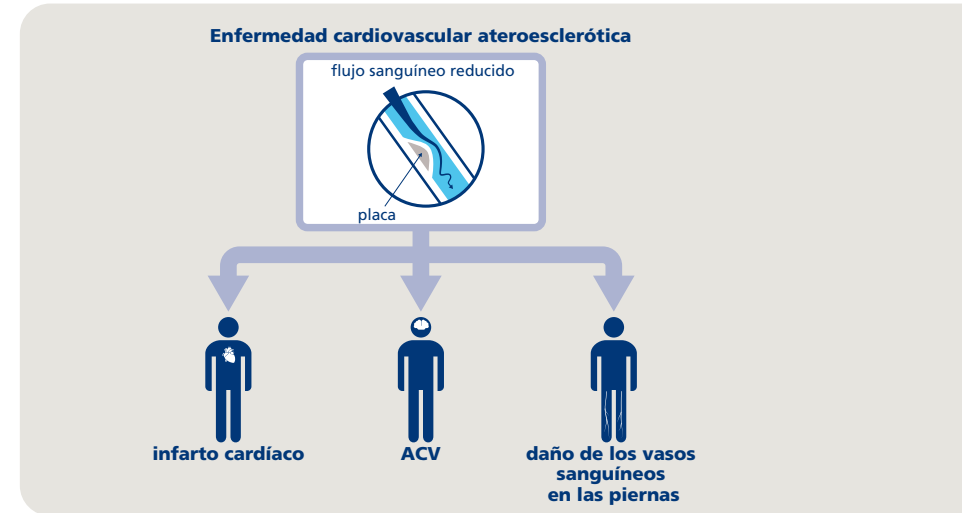 Enfermedad cardiovascular ateroesclerótica
flujo sanguíneo reducido
placa
infarto cardíaco
ACV
daño de los vasos
sanguíneos
en las piernas